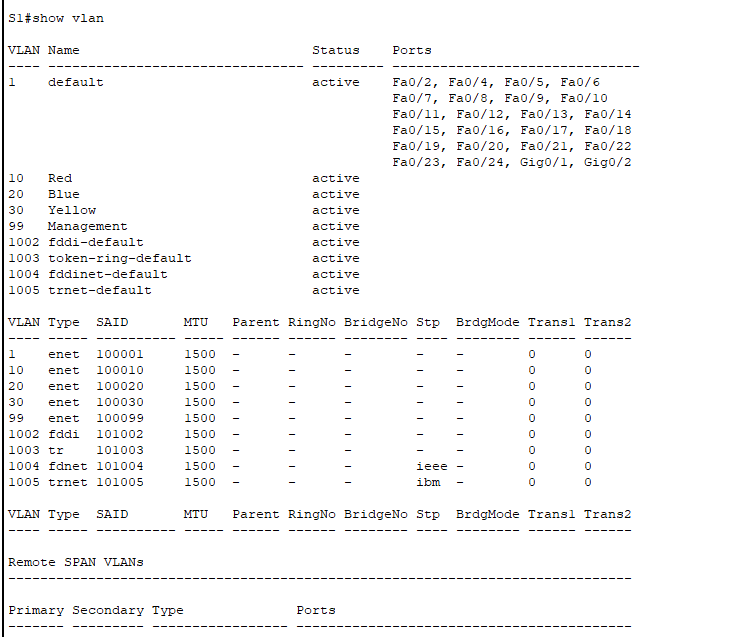 S1#show vlan
VLAN Name                             Status    Ports
---- -------------------------------- --------- -------------------------------
1    default                          active    Fa0/2, Fa0/4, Fa0/5, Fa0/6
                                                Fa0/7, Fa0/8, Fa0/9, Fa0/10
                                                Fa0/11, Fa0/12, Fa0/13, Fa0/14
                                                Fa0/15, Fa0/16, Fa0/17, Fa0/18
                                                Fa0/19, Fa0/20, Fa0/21, Fa0/22
                                                Fa0/23, Fa0/24, Gig0/1, Gig0/2
10   Red                              active
20   Blue                             active
30   Yellow                           active
99   Management                       active
1002 fddi-default                     active
1003 token-ring-default               active
1004 fddinet-default                  active
1005 trnet-default                    active
VLAN Type  SAID       MTU   Parent RingNo BridgeNo Stp  BrdgMode Trans1 Trans2
---- ----- ---------- ----- ------ ------ -------- ---- -------- ------ ------
1    enet  100001     1500  -      -      -        -    -        0      0
10   enet  100010     1500  -      -      -        -    -        0      0
20   enet  100020     1500  -      -      -        -    -        0      0
30   enet  100030     1500  -      -      -        -    -        0      0
99   enet  100099     1500  -      -      -        -    -        0      0
1002 fddi  101002     1500  -      -      -        -    -        0      0
1003 tr    101003     1500  -      -      -        -    -        0      0
1004 fdnet 101004     1500  -      -      -        ieee -        0      0
1005 trnet 101005     1500  -      -      -        ibm  -        0      0
VLAN Type  SAID       MTU   Parent RingNo BridgeNo Stp  BrdgMode Trans1 Trans2
---- ----- ---------- ----- ------ ------ -------- ---- -------- ------ ------
Remote SPAN VLANs
------------------------------------------------------------------------------
Primary Secondary Type              Ports
------- --------- ----------------- ------------------------------------------